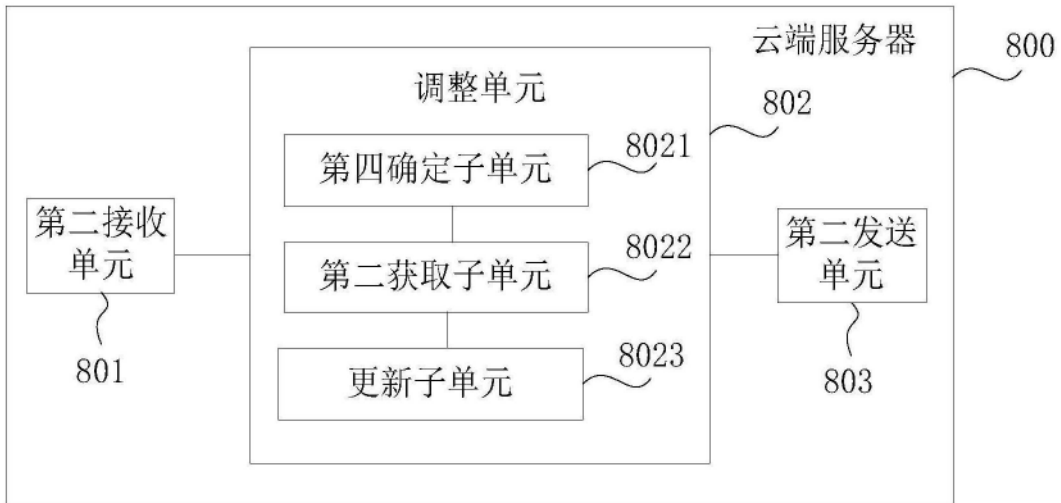 云端服务器
800
调整单元
802
第四确定子单元
8021
第二接收
单元
801
第二获取子单元
8022
更新子单元
8023
第二发送
单元
803